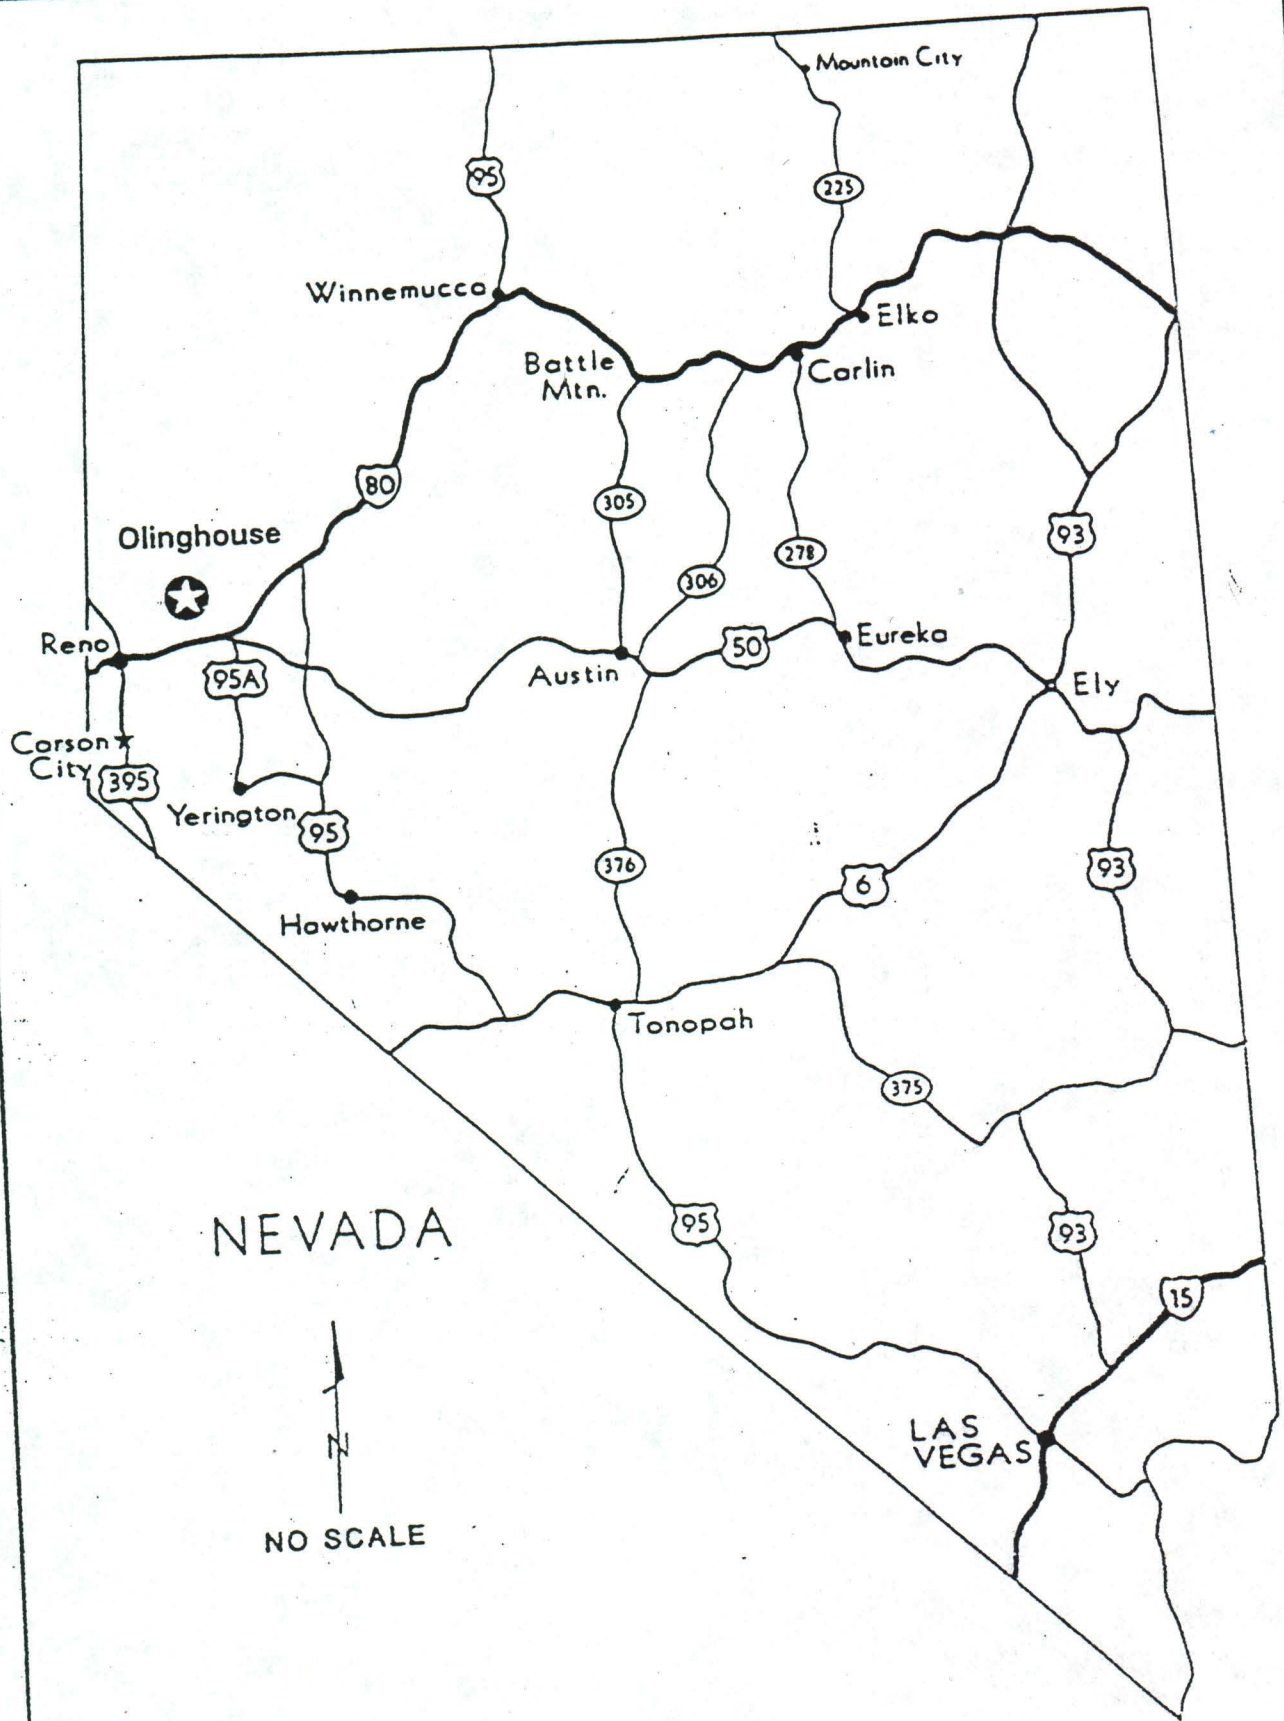 Mountain City
95
225
Winnemucca
Elko
Battle
Mtn.
Carlin
80
305
Olinghouse
93
278
306
Reno
50
Eureka
Austin
95A
Ely
Carson
City
395
Yerington
95
376
6
93
Hawthorne
Tonopah
375
NEVADA
95
93
15
LAS
VEGAS
N
NO SCALE